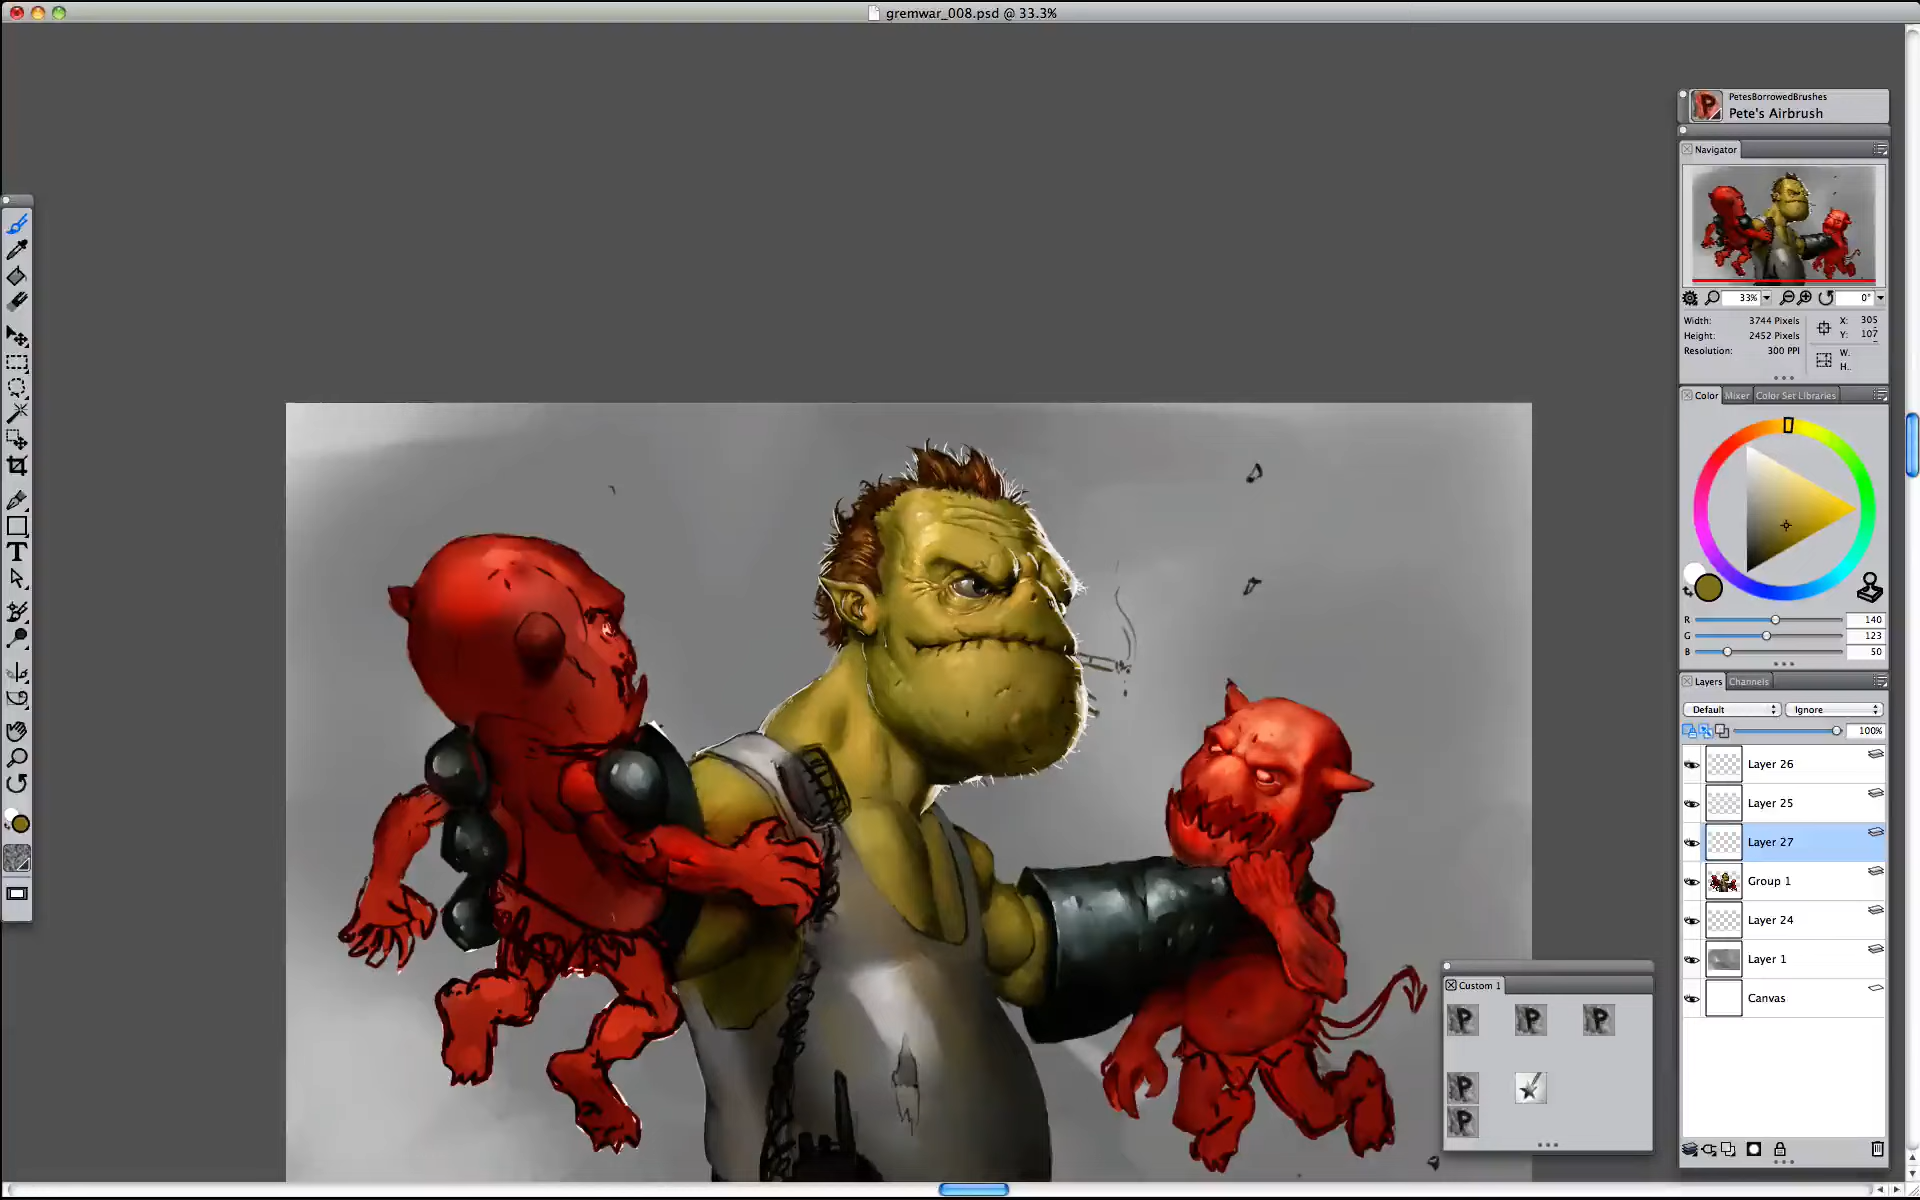 gremwar_008.psd @ 33.3%
PetesBorrowedBrushes
Pete's Airbrush
Navigator
33%
0°
Width: 3744 Pixels
X: 305
Height: 2452 Pixels
Y: 107
Resolution: 300 PPI
W.
H..
Color Mixer Color Set Libraries
R 140
G 123
B 50
Layers Channels
Default Ignore
100%
Layer 26
Layer 25
Layer 27
Group 1
Layer 24
Layer 1
Canvas
Custom 1
P P P
P
P
T